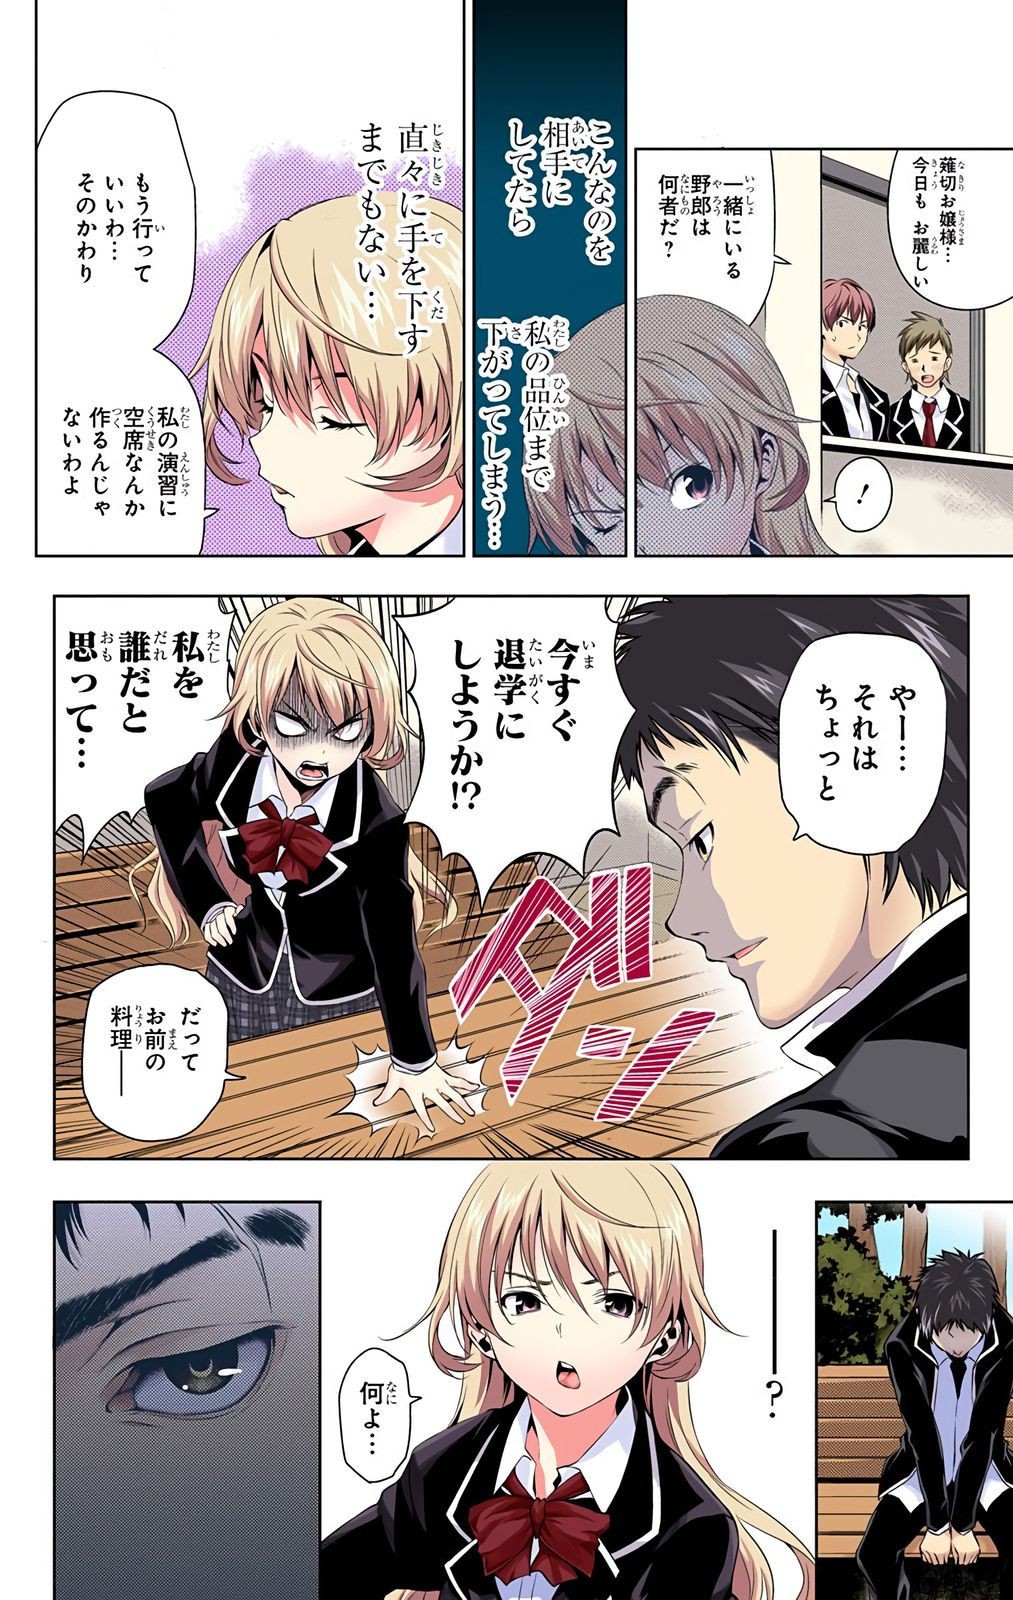 薙切お嬢様…
今日も お麗しい
一緒にいる
野郎は
何者だ?
！
こんなのを
相手に
してたら
私の品位まで
下がってしまう…
直々に手を下す
までもない…
もう行って
いいわ…
そのかわり
私の演習に
空席なんか
作るんじゃ
ないわよ
やー…
それは
ちょっと
今すぐ
退学に
しようか!?
ダンッ
私を
誰だと
思って…
だって
お前の
料理――
――?
何よ…